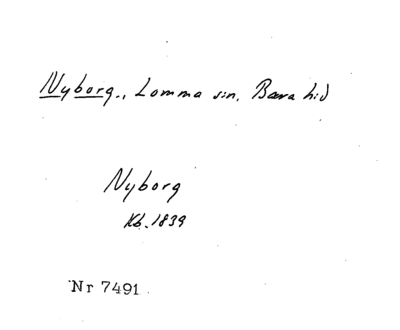 Nyborg., Lomma sn, Bara hd
Nyborg
Kb. 1839
Nr 7491